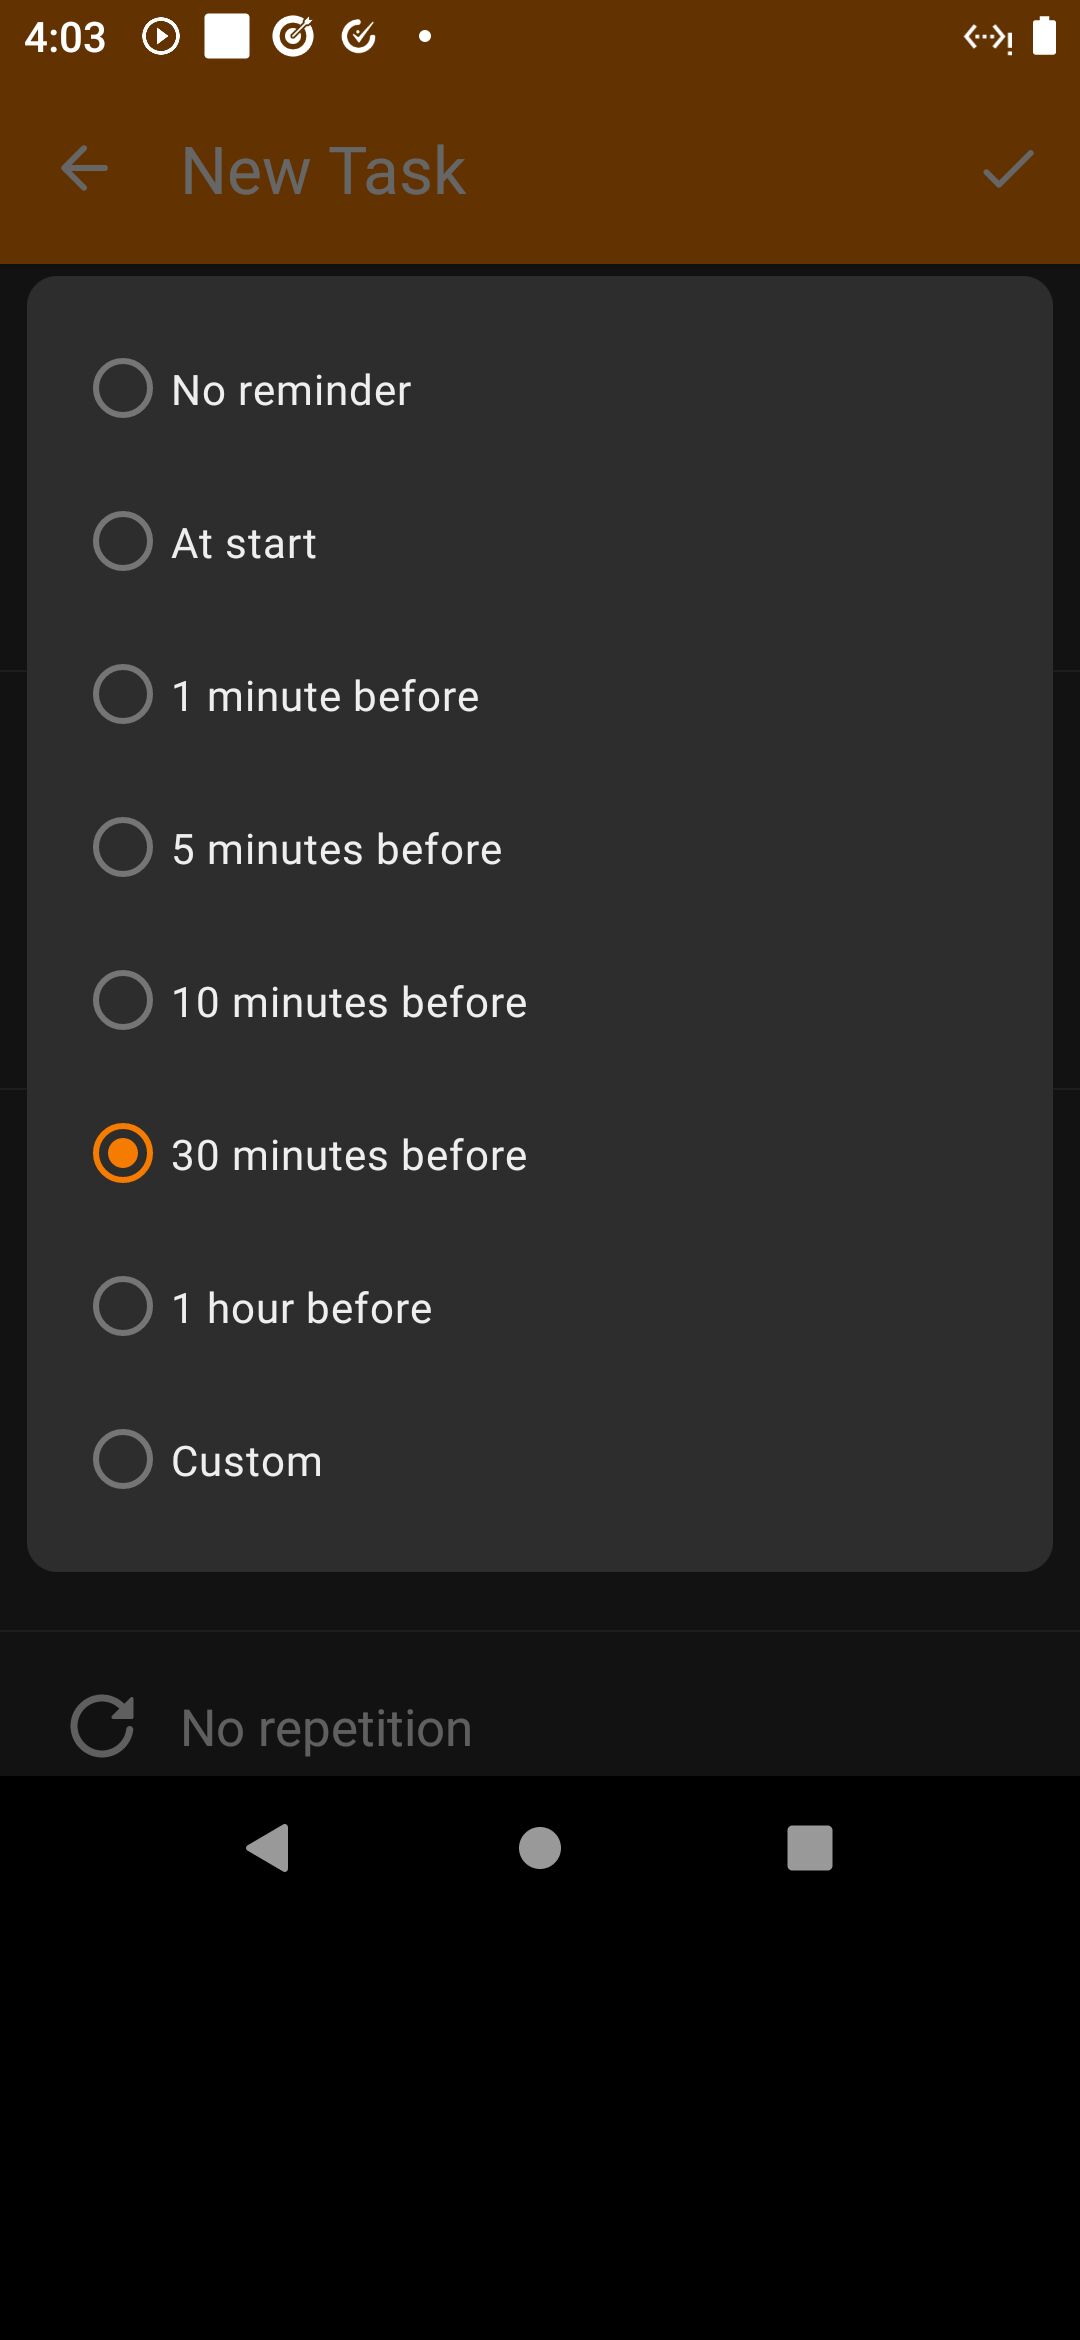 4:03
New Task
No reminder
At start
1 minute before
5 minutes before
10 minutes before
30 minutes before
1 hour before
Custom
No repetition